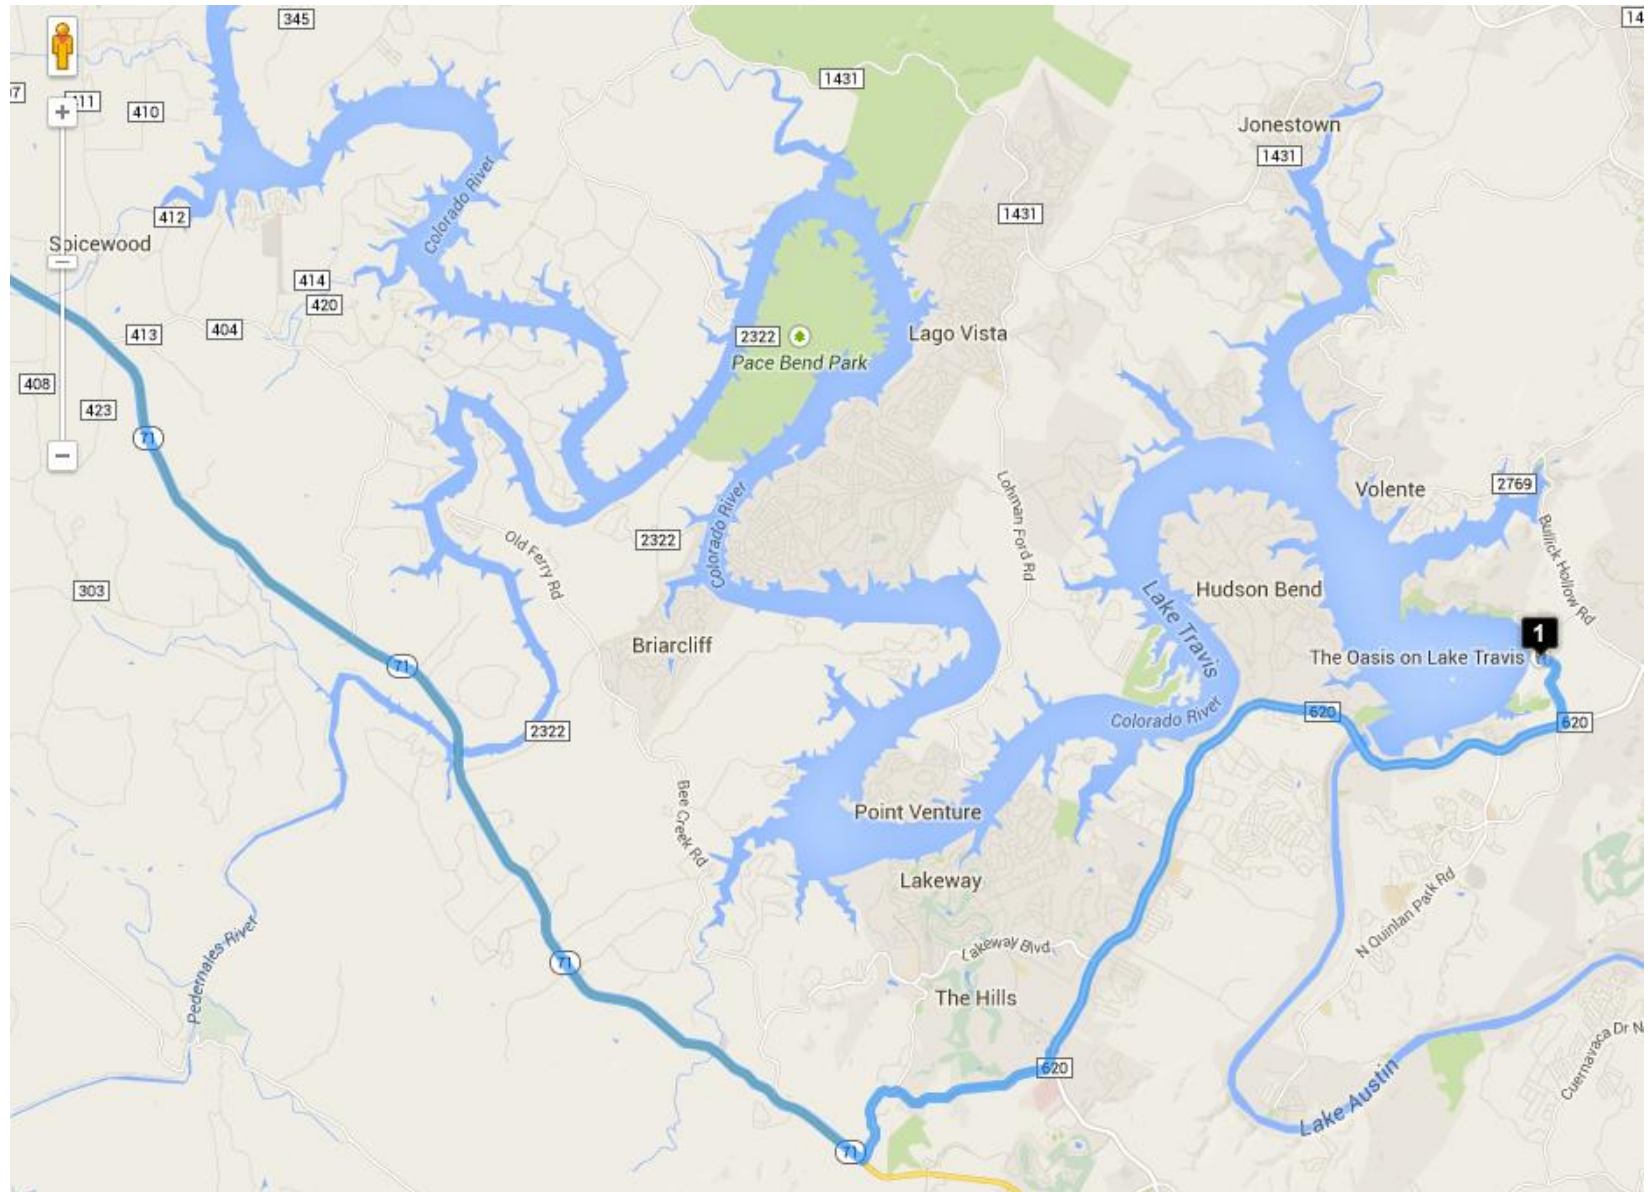 345
14
1431
411
410
Jonestown
1431
Colorado River
412
1431
Spicewood
414
420
404
413
2322
Lago Vista
Pace Bend Park
408
423
71
Lohman Ford Rd
Volente
2769
Colorado River
Old Ferry Rd
2322
Bullick Hollow Rd
303
Hudson Bend
Lake Travis
1
Briarcliff
The Oasis on Lake Travis
71
2322
Colorado River
620
620
Point Venture
Bee Creek Rd
Lakeway
N Quinlan Park Rd
Pedernales River
Lakeway Blvd
71
The Hills
620
Cuernavaca Dr N
Lake Austin
71